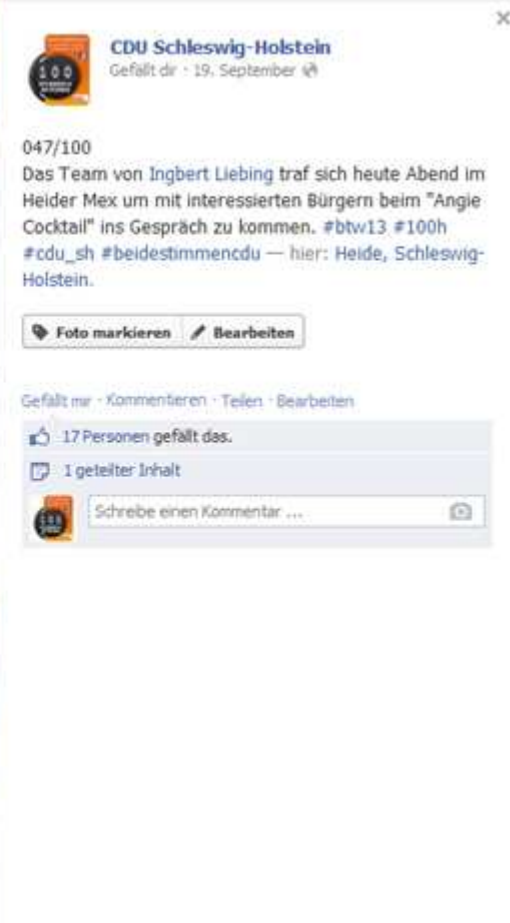 CDU Schleswig-Holstein
Gefällt dir · 19. September
100
047/100
Das Team von Ingbert Liebing traf sich heute Abend im
Heider Mex um mit interessierten Bürgern beim "Angie
Cocktail" ins Gespräch zu kommen. #btw13 #100h
#cdu_sh #beidestimmencdu — hier: Heide, Schleswig-
Holstein.
Foto markieren Bearbeiten
Gefällt mir · Kommentieren · Teilen · Bearbeiten
17 Personen gefällt das.
1 geteilter Inhalt
Schreibe einen Kommentar ...